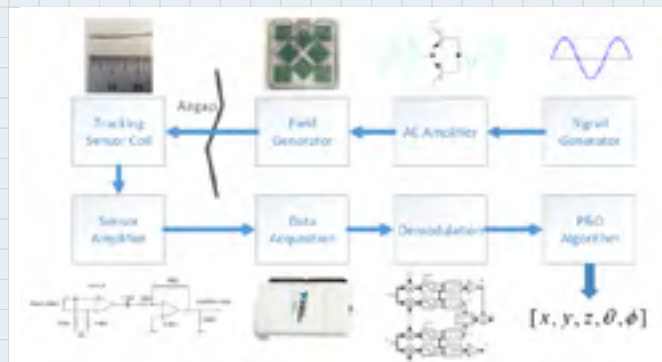 Airgap
Tracking
Sensor Coil
Field
Generator
AC Amplifier
Signal
Generator
Sensor
Amplifier
Data
Acquisition
Demodulation
P&O
Algorithm
[x, y, z, θ, ϕ]